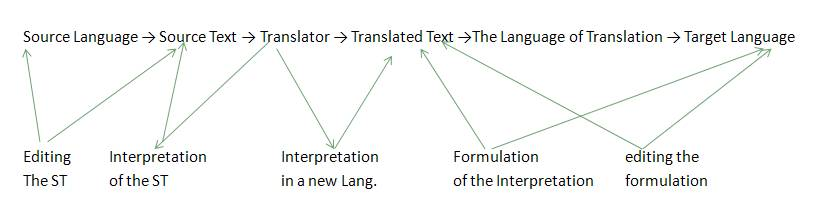 Source Language → Source Text → Translator → Translated Text →The Language of Translation → Target Language
Editing
The ST
Interpretation
of the ST
Interpretation
in a new Lang.
Formulation
of the Interpretation
editing the
formulation